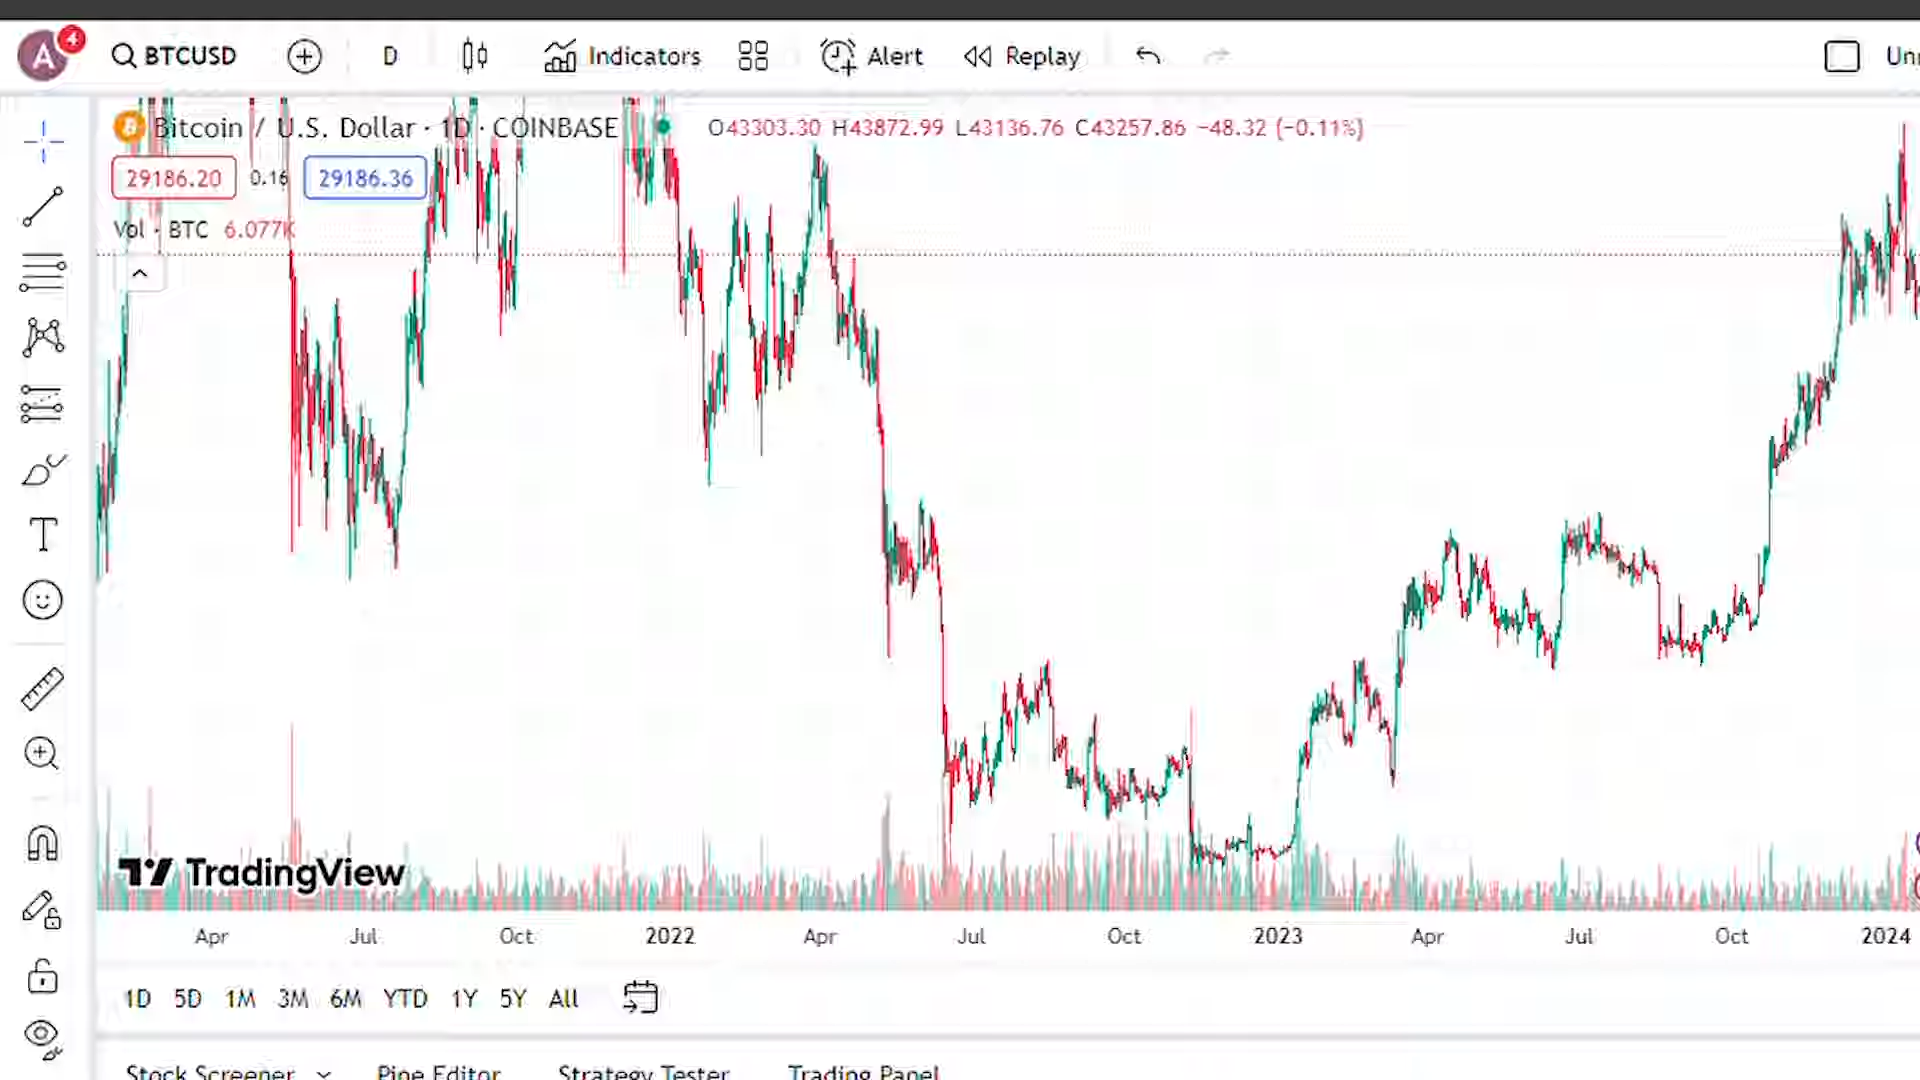 A 4 BTCUSD D Indicators Alert Replay
Bitcoin / U.S. Dollar · 1D · COINBASE O43303.30 H43872.99 L43136.76 C43257.86 −48.32 (−0.11%)
29186.20 0.16 29186.36
Vol · BTC 6.077K
TradingView
Apr Jul Oct 2022 Apr Jul Oct 2023 Apr Jul Oct 2024
1D 5D 1M 3M 6M YTD 1Y 5Y All
Stock Screener Pine Editor Strategy Tester Trading Panel